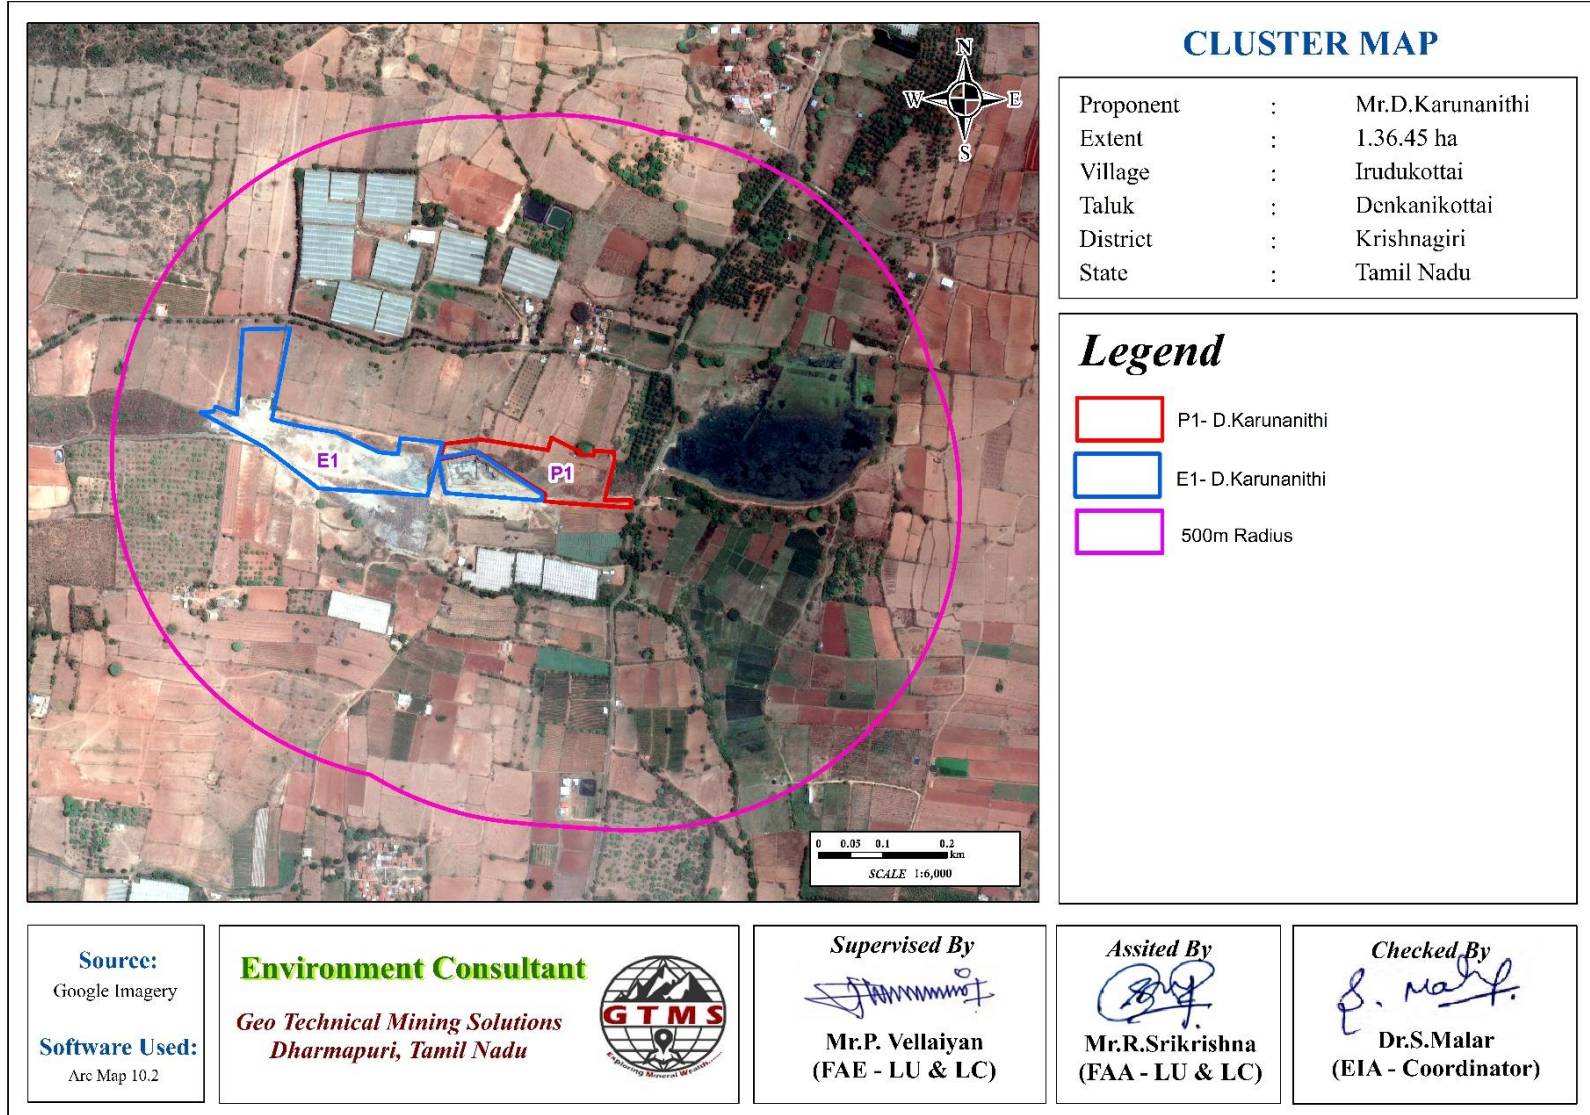 CLUSTER MAP
N
W
E
S
Proponent : Mr.D.Karunanithi
Extent : 1.36.45 ha
Village : Irudukottai
Taluk : Denkanikottai
District : Krishnagiri
State : Tamil Nadu
E1
P1
Legend
P1- D.Karunanithi
E1- D.Karunanithi
500m Radius
0 0.05 0.1 0.2
km
SCALE 1:6,000
Source:
Google Imagery
Software Used:
Arc Map 10.2
Environment Consultant
Geo Technical Mining Solutions
Dharmapuri, Tamil Nadu
GTMS
Exploring Mineral Wealth......
Supervised By
Mr.P. Vellaiyan
(FAE - LU & LC)
Assited By
Mr.R.Srikrishna
(FAA - LU & LC)
Checked By
S. Malar
Dr.S.Malar
(EIA - Coordinator)